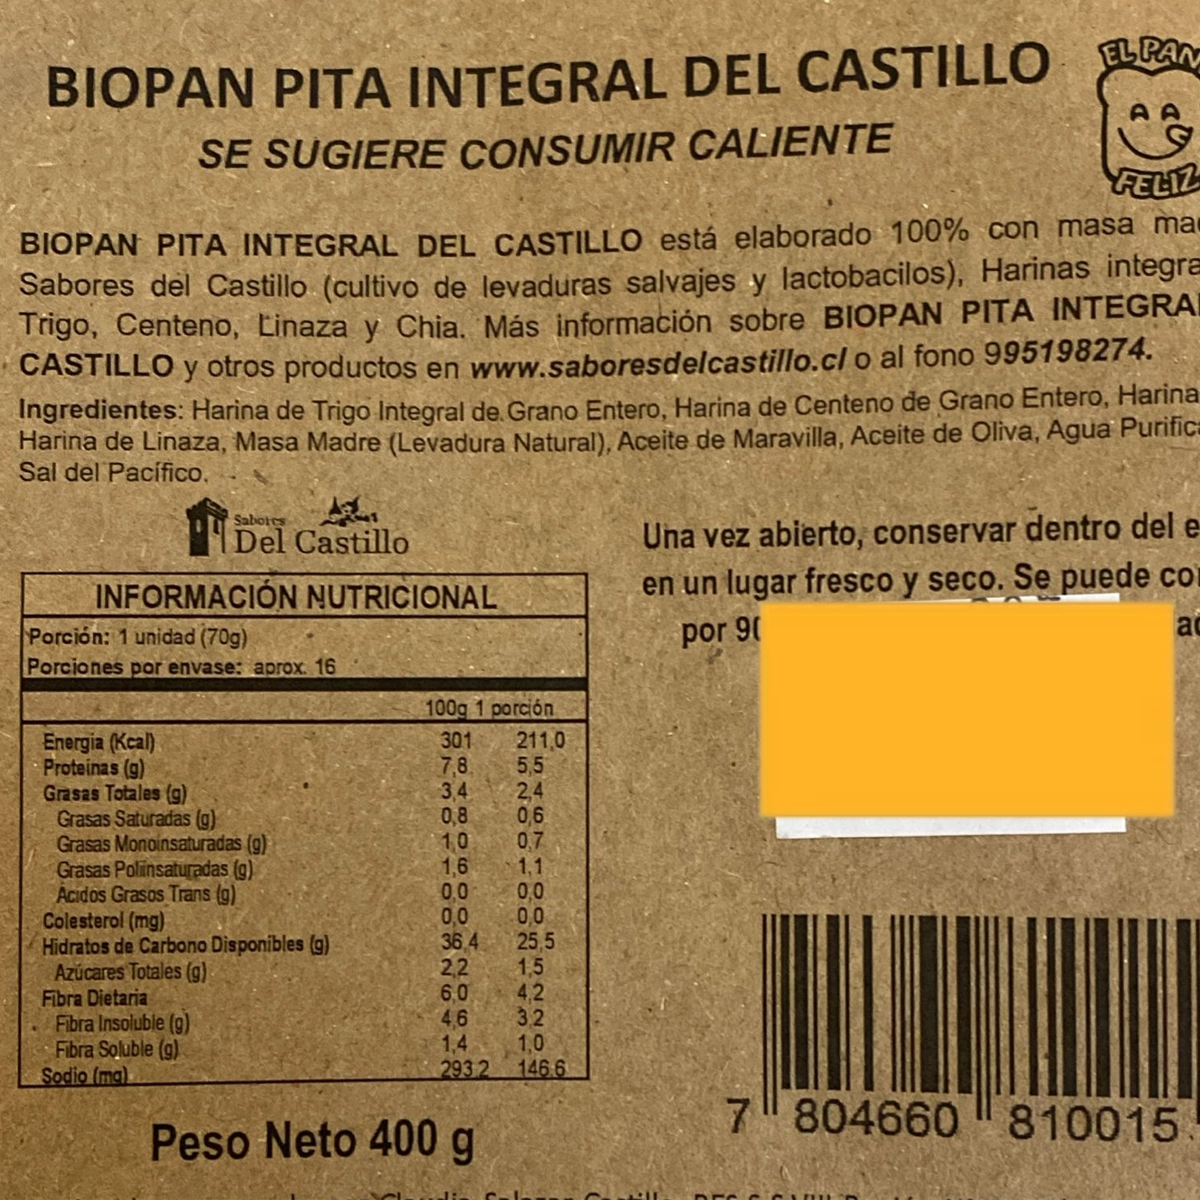 BIOPAN PITA INTEGRAL DEL CASTILLO
EL PAN
FELIZ
SE SUGIERE CONSUMIR CALIENTE
BIOPAN PITA INTEGRAL DEL CASTILLO está elaborado 100% con masa
Sabores del Castillo (cultivo de levaduras salvajes y lactobacilos), Harinas
Trigo, Centeno, Linaza y Chia. Más información sobre BIOPAN PITA
CASTILLO y otros productos en www.saboresdelcastillo.cl o al fono 995198274.
Ingredientes: Harina de Trigo Integral de Grano Entero, Harina de Centeno de Grano Entero, Harina
Harina de Linaza, Masa Madre (Levadura Natural), Aceite de Maravilla, Aceite de Oliva, Agua
Sal del Pacífico.
Sabores
Del Castillo
Una vez abierto, conservar dentro del
en un lugar fresco y seco. Se puede
por
INFORMACIÓN NUTRICIONAL
Porción: 1 unidad (70g)
Porciones por envase: aprox. 16
100g 1 porción
Energia (Kcal) 301 211,0
Proteinas (g) 7,8 5,5
Grasas Totales (g) 3,4 2,4
Grasas Saturadas (g) 0,8 0,6
Grasas Monoinsaturadas (g) 1,0 0,7
Grasas Poliinsaturadas (g) 1,6 1,1
Acidos Grasos Trans (g) 0,0 0,0
Colesterol (mg) 0,0 0,0
Hidratos de Carbono Disponibles (g) 36,4 25,5
Azúcares Totales (g) 2,2 1,5
Fibra Dietaria 6,0 4,2
Fibra Insoluble (g) 4,6 3,2
Fibra Soluble (g) 1,4 1,0
Sodio (mg) 293,2 146,6
Peso Neto 400 g
7 804660 810015